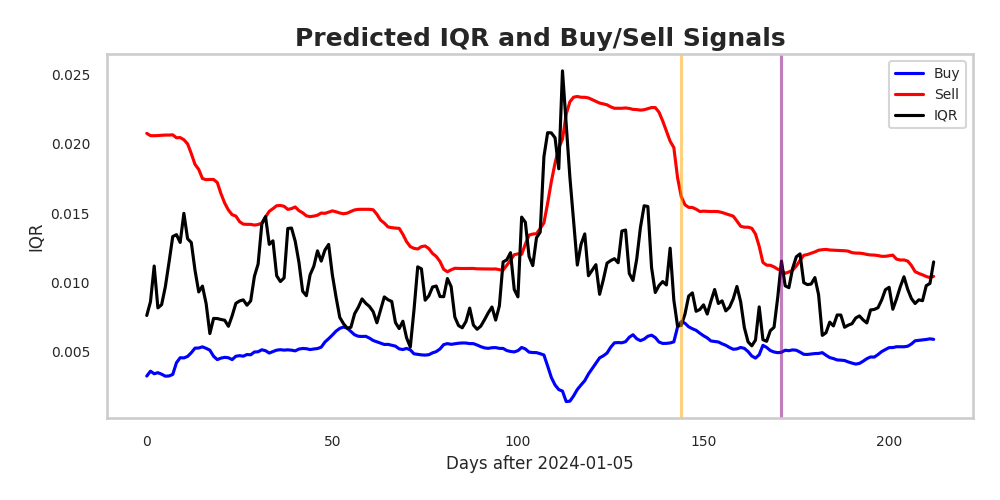 Predicted IQR and Buy/Sell Signals
Buy
Sell
IQR
IQR
0.025
0.020
0.015
0.010
0.005
0 50 100 150 200
Days after 2024-01-05